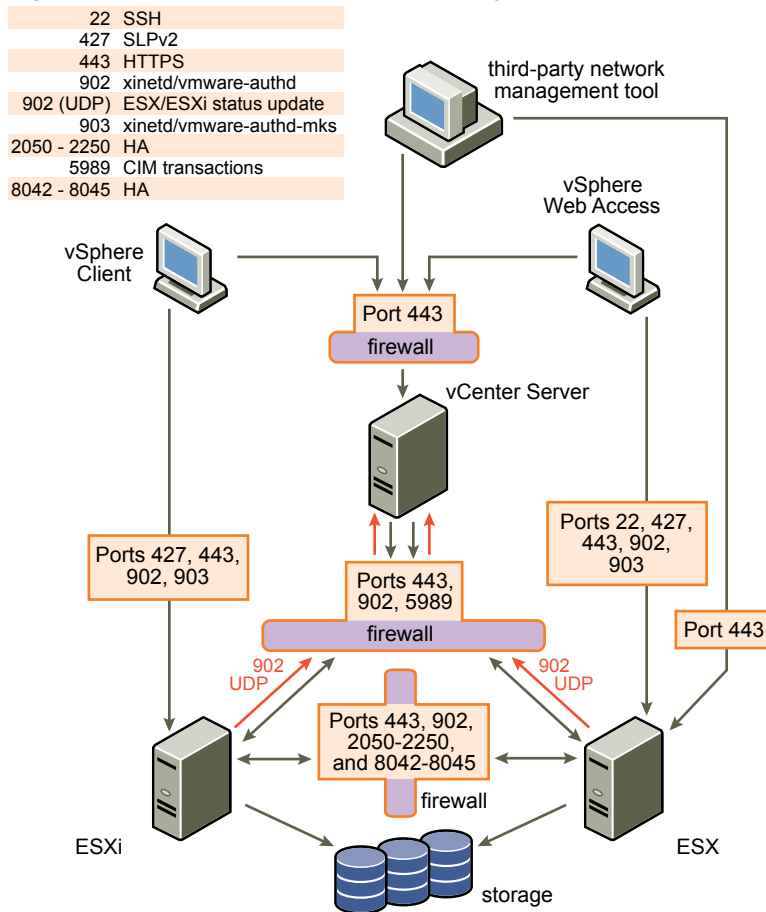 22 SSH
427 SLPv2
443 HTTPS
902 xinetd/vmware-authd
902 (UDP) ESX/ESXi status update
903 xinetd/vmware-authd-mks
2050 - 2250 HA
5989 CIM transactions
8042 - 8045 HA
third-party network
management tool
vSphere
Client
vSphere
Web Access
Port 443
firewall
vCenter Server
Ports 427, 443,
902, 903
Ports 22, 427,
443, 902,
903
Ports 443,
902, 5989
firewall
Port 443
902
UDP
902
UDP
Ports 443, 902,
2050-2250,
and 8042-8045
firewall
ESXi
ESX
storage